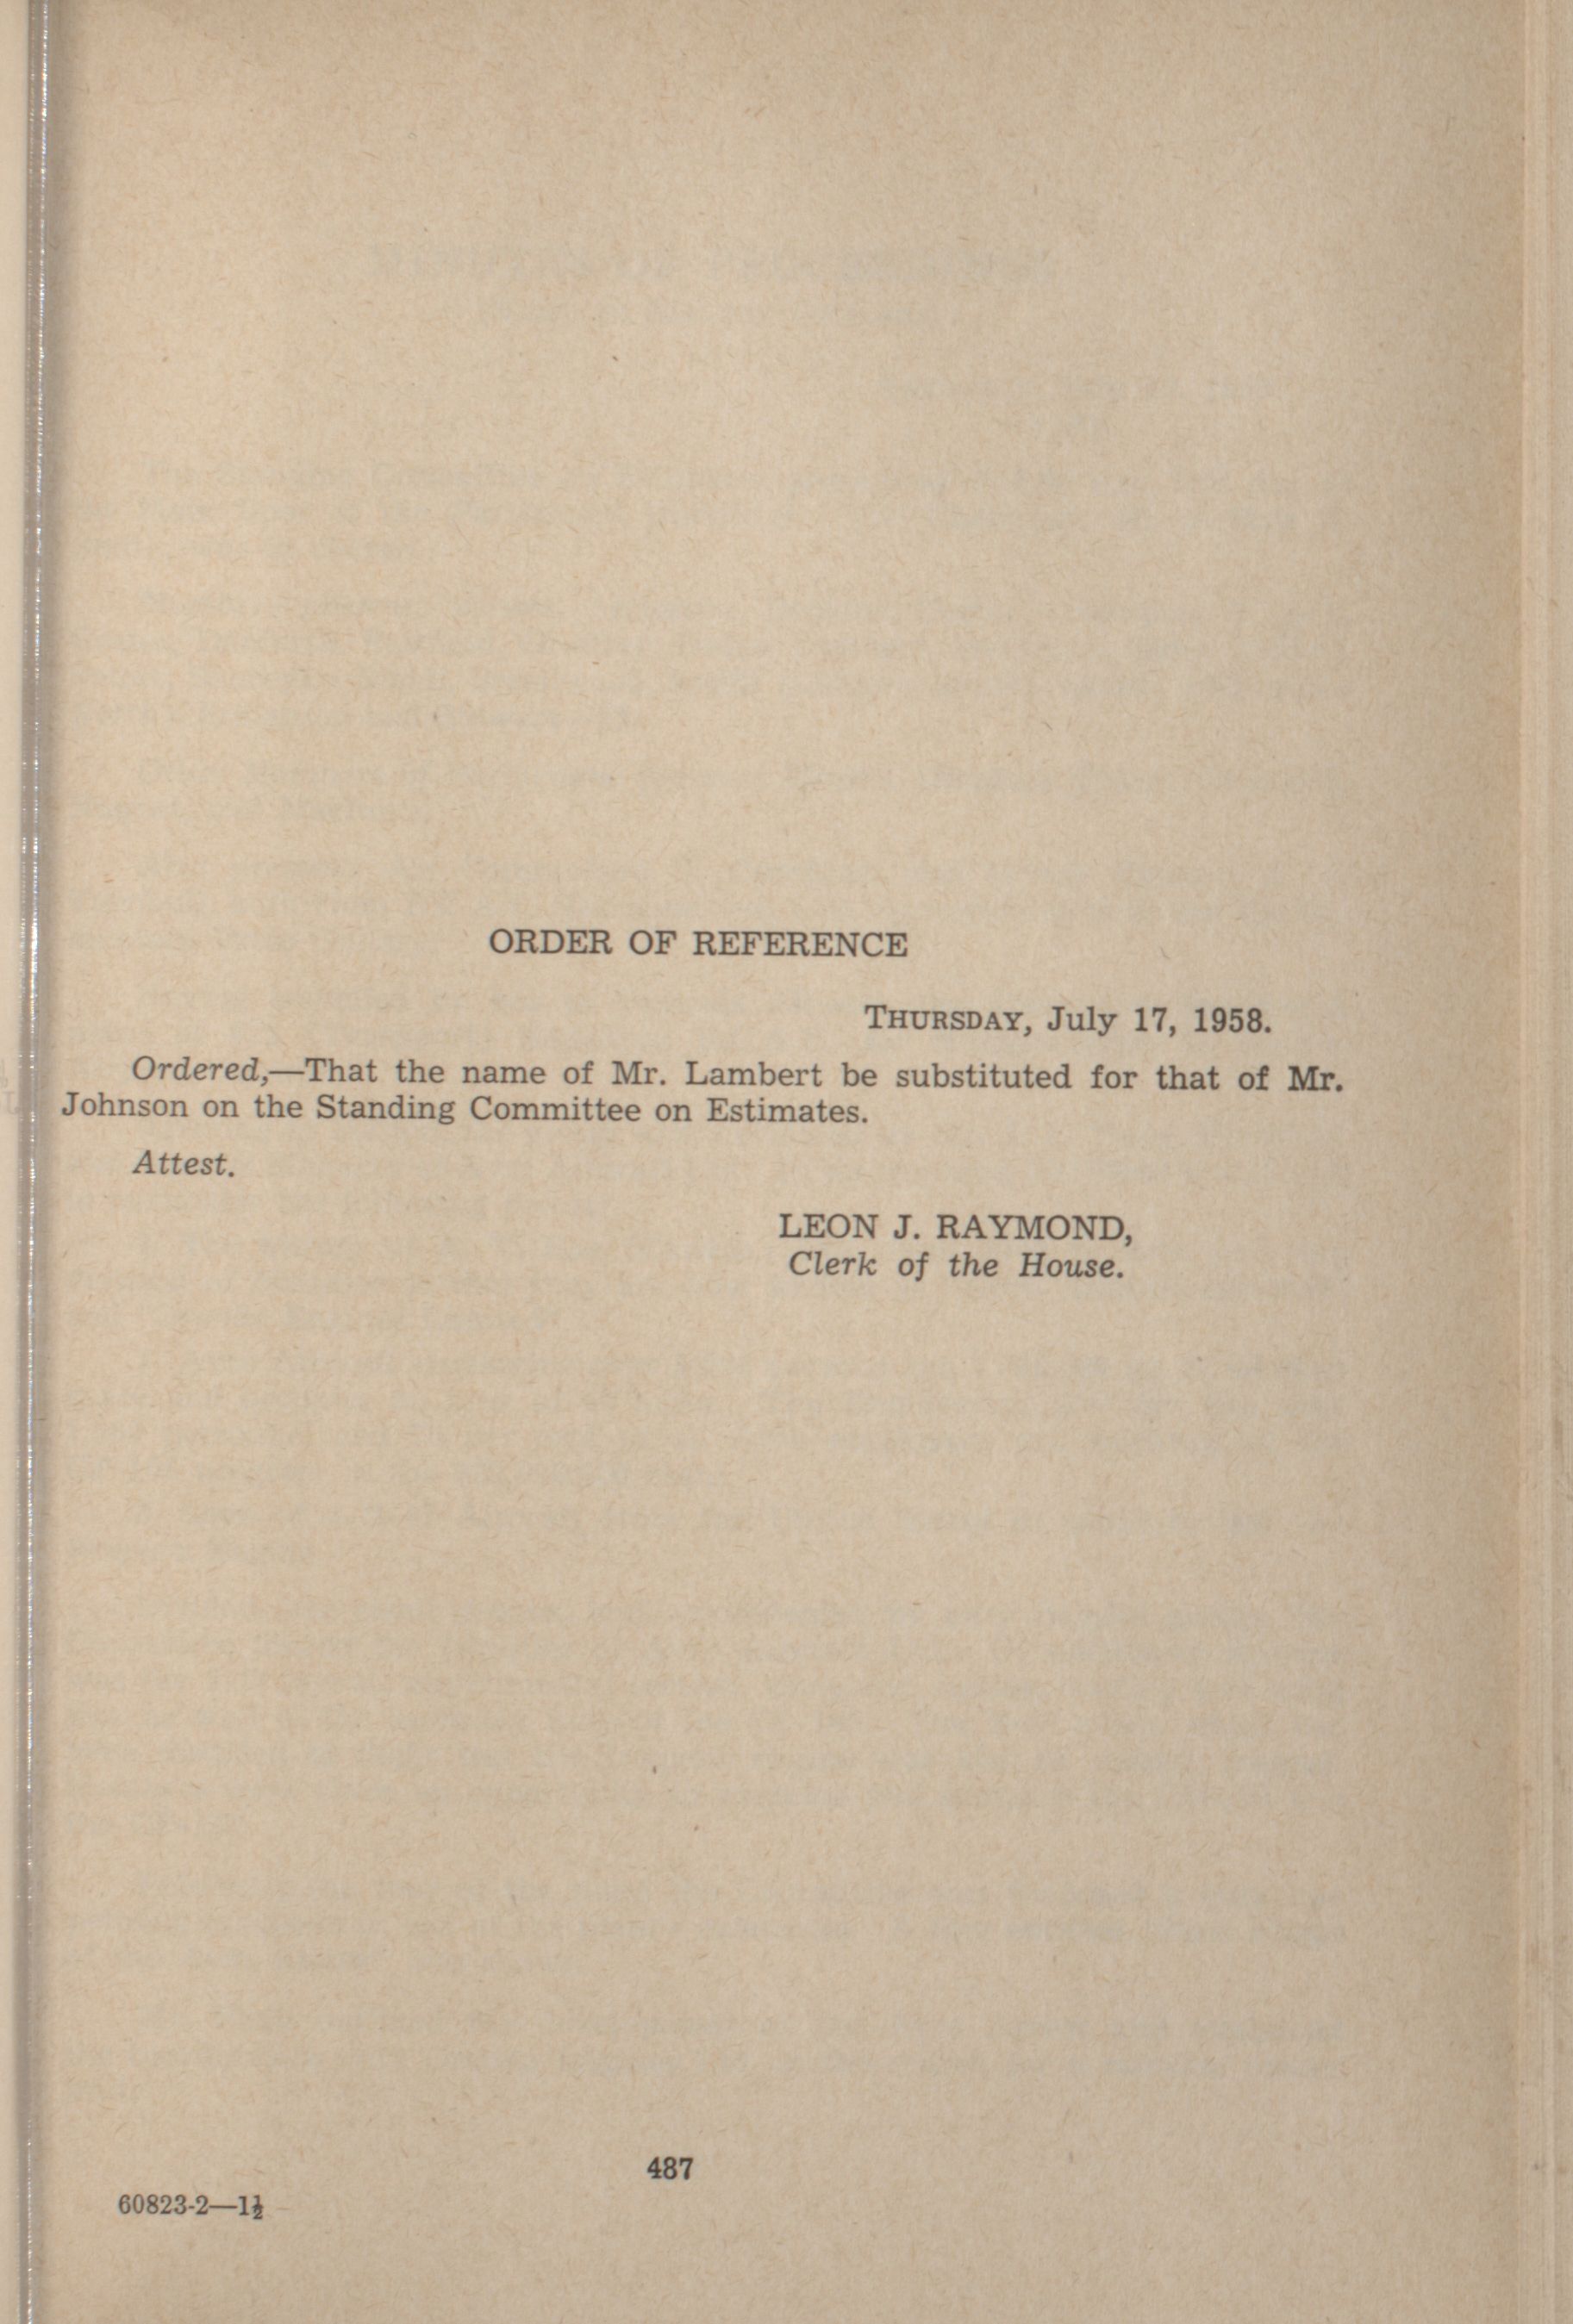 ORDER OF REFERENCE
THURSDAY, July 17, 1958.
Ordered,—That the name of Mr. Lambert be substituted for that of Mr.
Johnson on the Standing Committee on Estimates.
Attest.
LEON J. RAYMOND,
Clerk of the House.
487
60823-2—1½